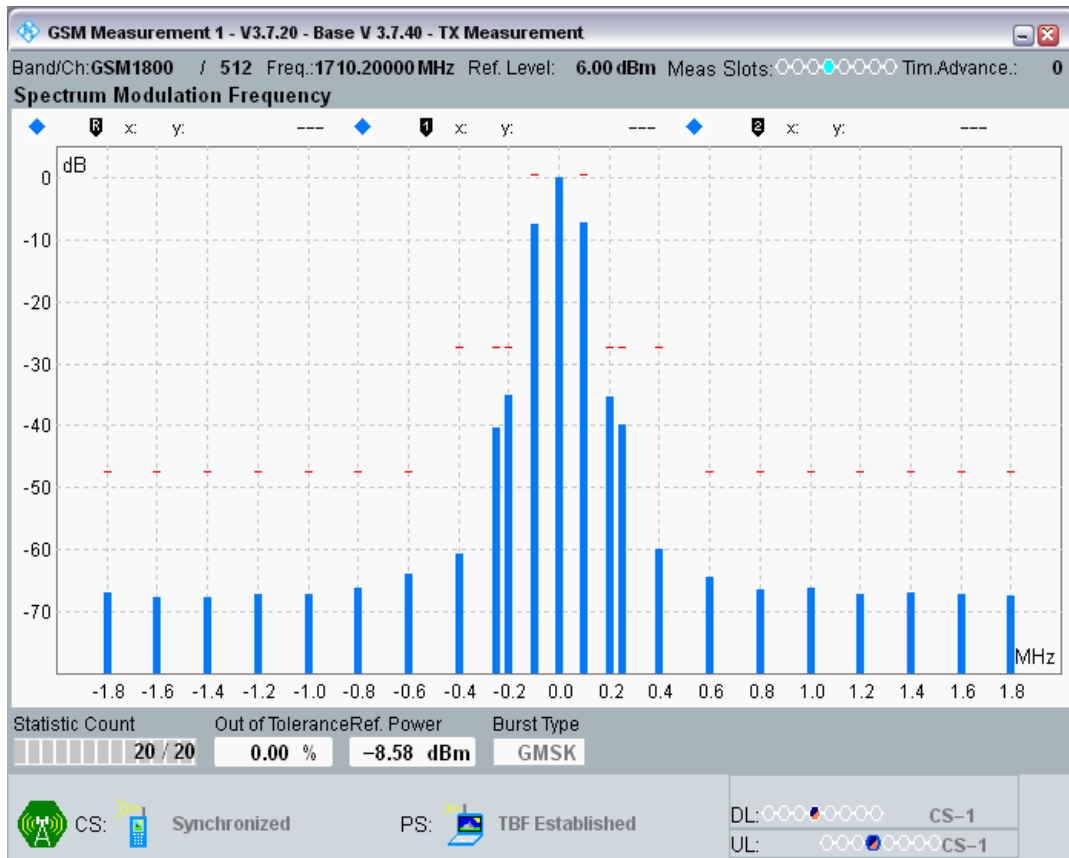 GSM Measurement 1 - V3.7.20 - Base V 3.7.40 - TX Measurement
Band/Ch:GSM1800 / 512 Freq.:1710.20000 MHz Ref. Level: 6.00 dBm Meas Slots: Tim.Advance.: 0
Spectrum Modulation Frequency
R x: y: --- 1 x: y: --- 2 x: y: ---
dB
0
-10
-20
-30
-40
-50
-60
-70
MHz
-1.8 -1.6 -1.4 -1.2 -1.0 -0.8 -0.6 -0.4 -0.2 0.0 0.2 0.4 0.6 0.8 1.0 1.2 1.4 1.6 1.8
Statistic Count Out of Tolerance Ref. Power Burst Type
20 / 20 0.00 % −8.58 dBm GMSK
CS: Synchronized PS: TBF Established
DL: CS−1
UL: CS−1